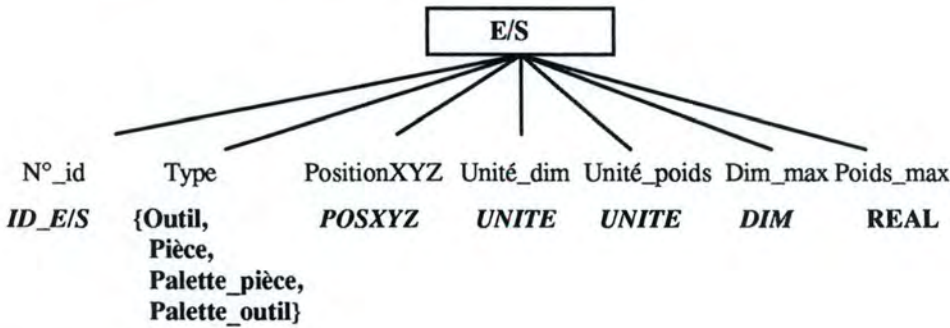 E/S
N°_id Type PositionXYZ Unité_dim Unité_poids Dim_max Poids_max
ID_E/S {Outil, POSXYZ UNITE UNITE DIM REAL
Pièce,
Palette_pièce,
Palette_outil}